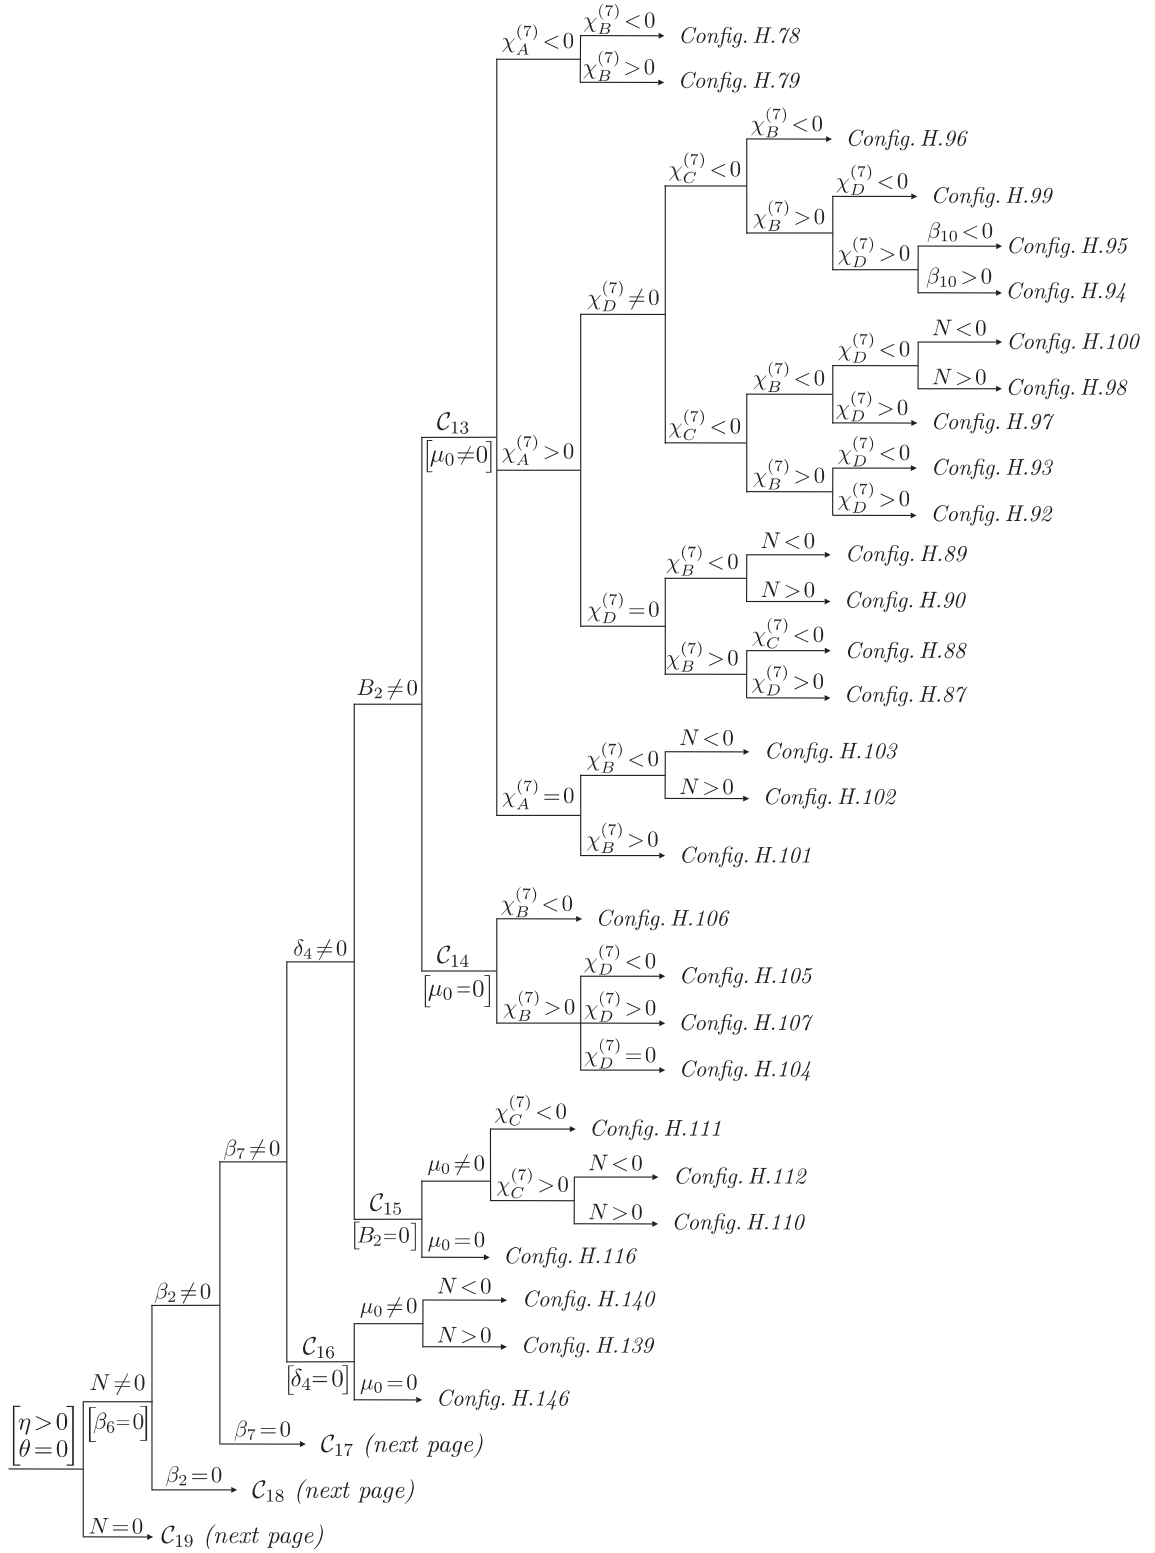 χ_A^(7) <0
χ_B^(7) <0
Config. H.78
χ_B^(7) >0
Config. H.79
χ_B^(7) <0
Config. H.96
χ_C^(7) <0
χ_D^(7) <0
Config. H.99
χ_B^(7) >0
β_10 <0
Config. H.95
χ_D^(7) >0
β_10 >0
Config. H.94
χ_D^(7) ≠0
N <0
Config. H.100
χ_D^(7) <0
N >0
Config. H.98
χ_B^(7) <0
χ_D^(7) >0
Config. H.97
χ_C^(7) <0
χ_D^(7) <0
Config. H.93
χ_B^(7) >0
χ_D^(7) >0
Config. H.92
C_13
[μ_0 ≠0]
χ_A^(7) >0
N <0
Config. H.89
χ_B^(7) <0
N >0
Config. H.90
χ_D^(7) =0
χ_C^(7) <0
Config. H.88
χ_B^(7) >0
χ_D^(7) >0
Config. H.87
B_2 ≠0
N <0
Config. H.103
χ_B^(7) <0
N >0
Config. H.102
χ_A^(7) =0
χ_B^(7) >0
Config. H.101
χ_B^(7) <0
Config. H.106
δ_4 ≠0
C_14
[μ_0 =0]
χ_D^(7) <0
Config. H.105
χ_B^(7) >0
χ_D^(7) >0
Config. H.107
χ_D^(7) =0
Config. H.104
χ_C^(7) <0
Config. H.111
β_7 ≠0
μ_0 ≠0
N <0
Config. H.112
χ_C^(7) >0
N >0
Config. H.110
C_15
[B_2 =0]
μ_0 =0
Config. H.116
β_2 ≠0
N <0
Config. H.140
μ_0 ≠0
N >0
Config. H.139
C_16
[δ_4 =0]
μ_0 =0
Config. H.146
N ≠0
[β_6 =0]
[η >0
θ =0]
β_7 =0
C_17 (next page)
β_2 =0
C_18 (next page)
N =0
C_19 (next page)